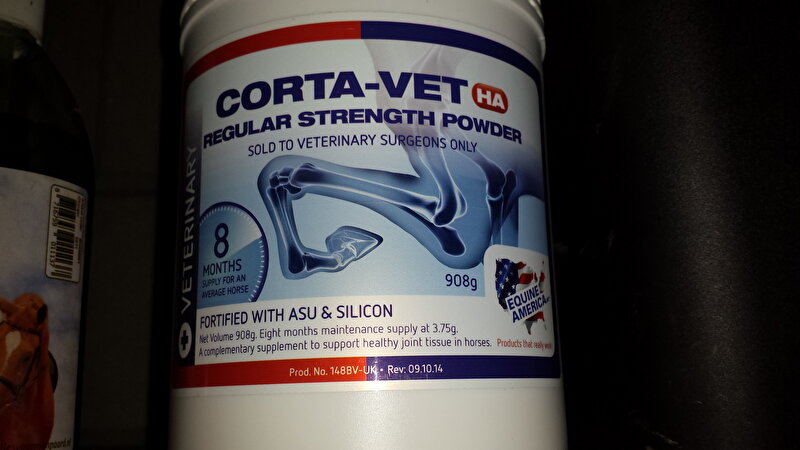 CORTA-VET HA
REGULAR STRENGTH POWDER
SOLD TO VETERINARY SURGEONS ONLY
VETERINARY
8
MONTHS
SUPPLY FOR AN
AVERAGE HORSE
908g
EQUINE
AMERICA
FORTIFIED WITH ASU & SILICON
Net Volume 908g. Eight months maintenance supply at 3.75g.
A complementary supplement to support healthy joint tissue in horses.
Products that really work
Prod. No. 148BV-UK • Rev: 09.10.14